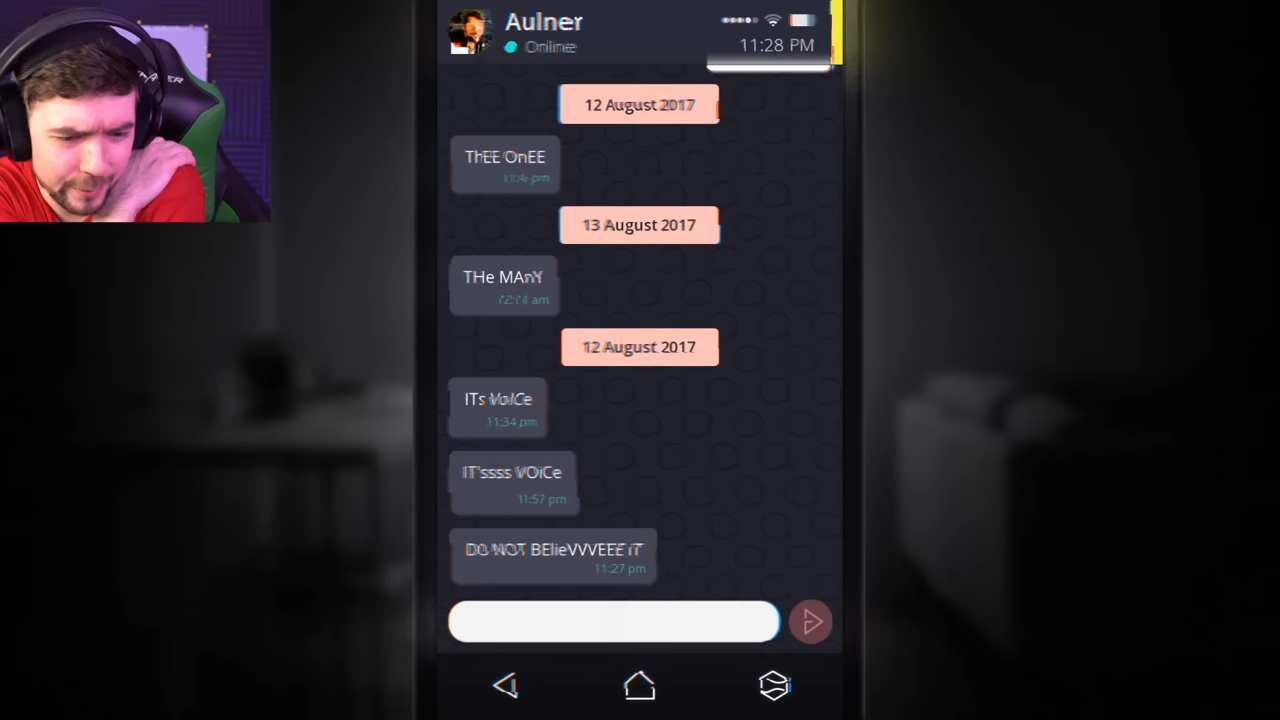 Aulner
Online
11:28 PM
12 August 2017
ThEE OnEE
13 August 2017
THe MAnY
am
12 August 2017
ITs VoICe
11:34 pm
IT'ssss VOiCe
11:57 pm
DO NOT BElieVVVEEE iT
11:27 pm